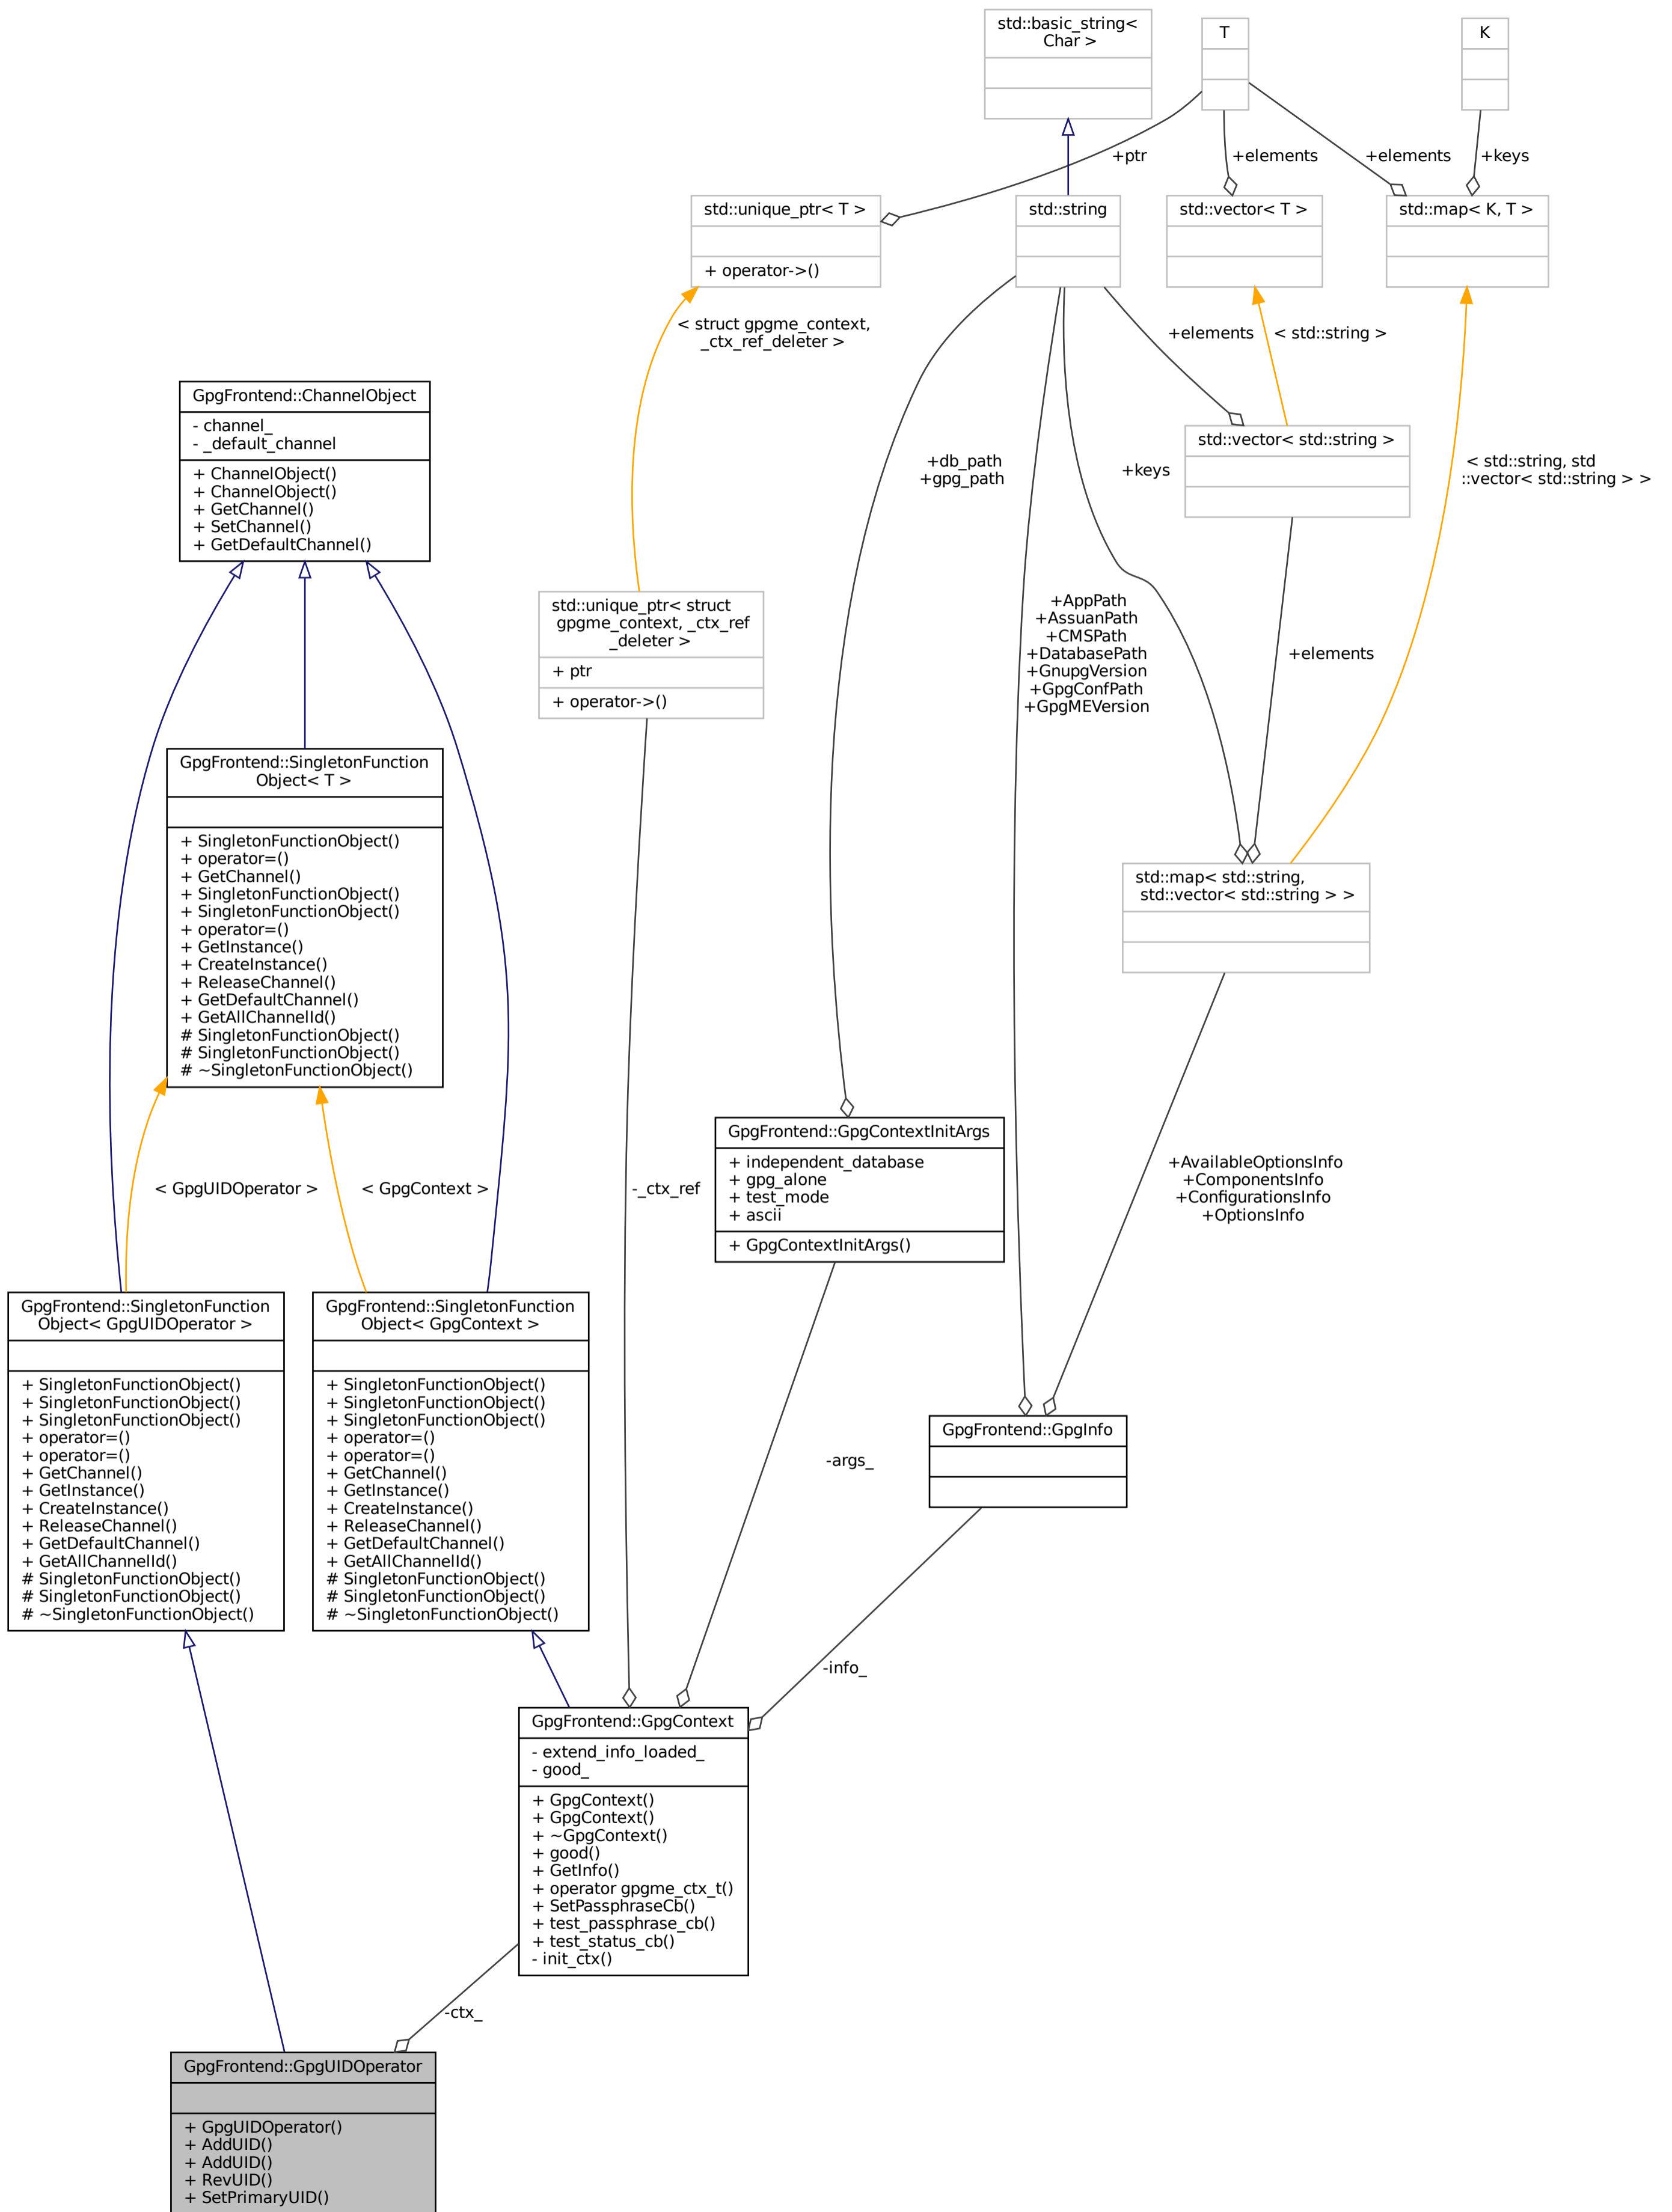 std::basic_string<
Char >
T
K
+ptr
+elements
+elements
+keys
std::unique_ptr< T >
+ operator->()
std::string
std::vector< T >
std::map< K, T >
< struct gpgme_context,
_ctx_ref_deleter >
+elements
< std::string >
GpgFrontend::ChannelObject
- channel_
- _default_channel
+ ChannelObject()
+ ChannelObject()
+ GetChannel()
+ SetChannel()
+ GetDefaultChannel()
+db_path
+gpg_path
+keys
std::vector< std::string >
< std::string, std
::vector< std::string > >
std::unique_ptr< struct
gpgme_context, _ctx_ref
_deleter >
+ ptr
+ operator->()
+AppPath
+AssuanPath
+CMSPath
+DatabasePath
+GnupgVersion
+GpgConfPath
+GpgMEVersion
+elements
GpgFrontend::SingletonFunction
Object< T >
+ SingletonFunctionObject()
+ operator=()
+ GetChannel()
+ SingletonFunctionObject()
+ SingletonFunctionObject()
+ operator=()
+ GetInstance()
+ CreateInstance()
+ ReleaseChannel()
+ GetDefaultChannel()
+ GetAllChannelId()
# SingletonFunctionObject()
# SingletonFunctionObject()
# ~SingletonFunctionObject()
std::map< std::string,
std::vector< std::string > >
< GpgUIDOperator >
< GpgContext >
-_ctx_ref
GpgFrontend::GpgContextInitArgs
+ independent_database
+ gpg_alone
+ test_mode
+ ascii
+ GpgContextInitArgs()
+AvailableOptionsInfo
+ComponentsInfo
+ConfigurationsInfo
+OptionsInfo
GpgFrontend::SingletonFunction
Object< GpgUIDOperator >
+ SingletonFunctionObject()
+ SingletonFunctionObject()
+ SingletonFunctionObject()
+ operator=()
+ operator=()
+ GetChannel()
+ GetInstance()
+ CreateInstance()
+ ReleaseChannel()
+ GetDefaultChannel()
+ GetAllChannelId()
# SingletonFunctionObject()
# SingletonFunctionObject()
# ~SingletonFunctionObject()
GpgFrontend::SingletonFunction
Object< GpgContext >
+ SingletonFunctionObject()
+ SingletonFunctionObject()
+ SingletonFunctionObject()
+ operator=()
+ operator=()
+ GetChannel()
+ GetInstance()
+ CreateInstance()
+ ReleaseChannel()
+ GetDefaultChannel()
+ GetAllChannelId()
# SingletonFunctionObject()
# SingletonFunctionObject()
# ~SingletonFunctionObject()
-args_
GpgFrontend::GpgInfo
-info_
GpgFrontend::GpgContext
- extend_info_loaded_
- good_
+ GpgContext()
+ GpgContext()
+ ~GpgContext()
+ good()
+ GetInfo()
+ operator gpgme_ctx_t()
+ SetPassphraseCb()
+ test_passphrase_cb()
+ test_status_cb()
- init_ctx()
-ctx_
GpgFrontend::GpgUIDOperator
+ GpgUIDOperator()
+ AddUID()
+ AddUID()
+ RevUID()
+ SetPrimaryUID()